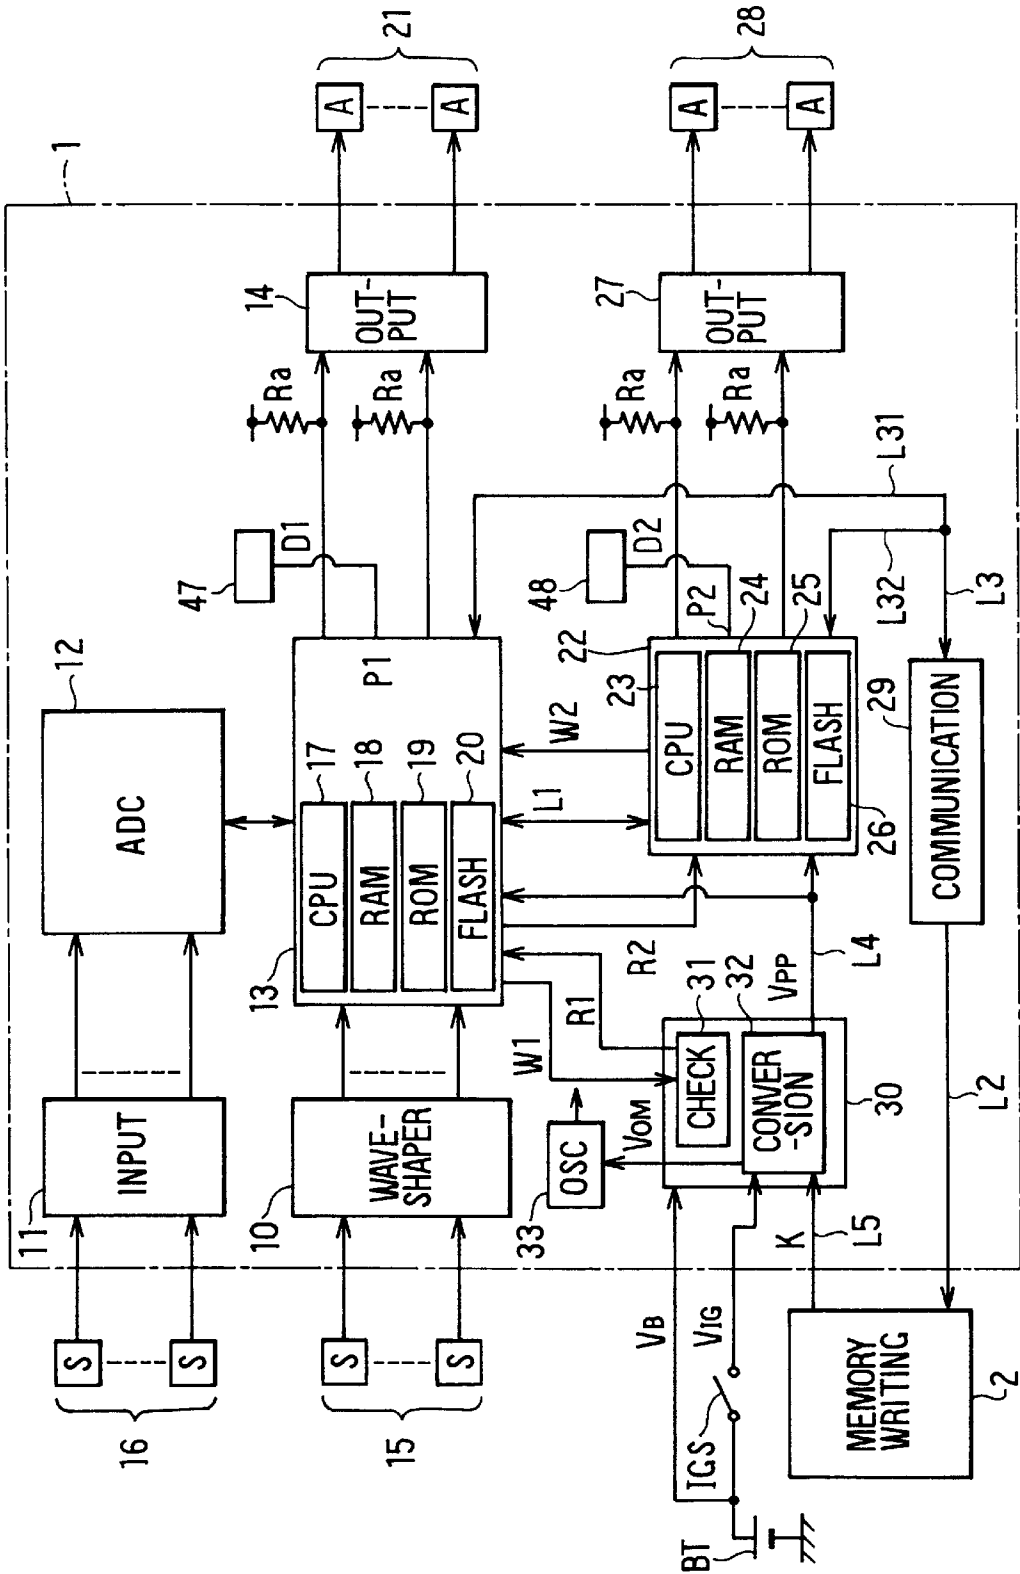 1
16
S
S
11
INPUT
12
ADC
15
S
S
10
WAVE-
SHAPER
13
CPU
17
RAM
18
ROM
19
FLASH
20
P1
47
D1
Ra
Ra
14
OUT-
PUT
A
A
21
W1
R1
R2
L1
W2
33
OSC
VOM
BT
IGS
VB
VIG
K
L5
CHECK
31
CONVER
-SION
32
30
VPP
L4
22
CPU
23
RAM
24
ROM
25
FLASH
26
P2
48
D2
Ra
Ra
27
OUT-
PUT
A
A
28
L31
L32
L3
COMMUNICATION
29
L2
MEMORY
WRITING
2